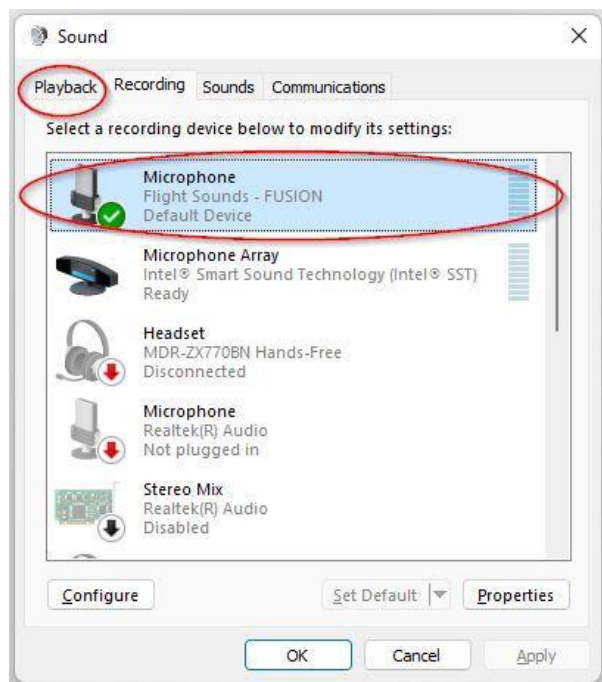 Sound
Playback Recording Sounds Communications
Select a recording device below to modify its settings:
Microphone
Flight Sounds - FUSION
Default Device
Microphone Array
Intel® Smart Sound Technology (Intel® SST)
Ready
Headset
MDR-ZX770BN Hands-Free
Disconnected
Microphone
Realtek(R) Audio
Not plugged in
Stereo Mix
Realtek(R) Audio
Disabled
Configure Set Default Properties
OK Cancel Apply